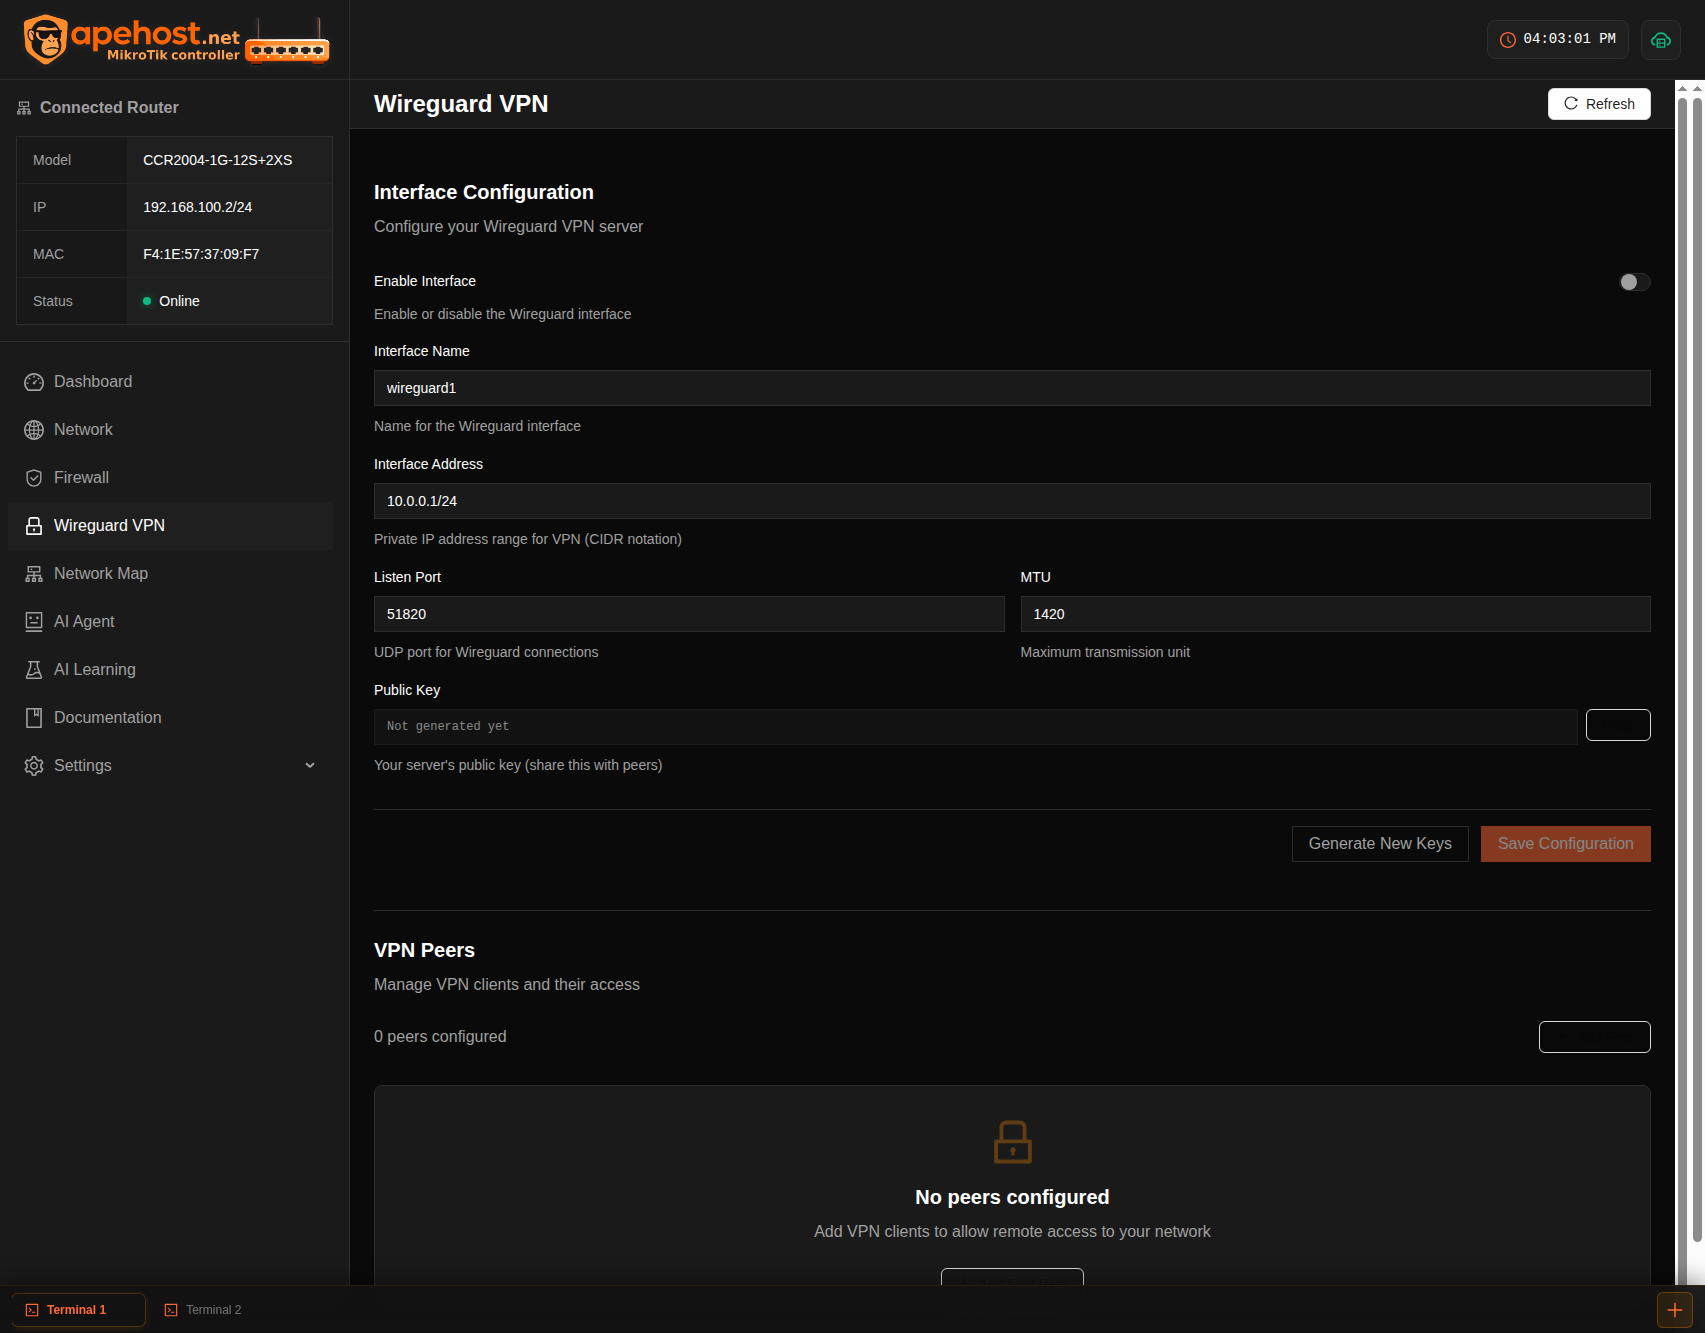 apehost.net
MikroTik controller
04:03:01 PM
Connected Router
Model CCR2004-1G-12S+2XS
IP 192.168.100.2/24
MAC F4:1E:57:37:09:F7
Status Online
Dashboard
Network
Firewall
Wireguard VPN
Network Map
AI Agent
AI Learning
Documentation
Settings
Wireguard VPN
Refresh
Interface Configuration
Configure your Wireguard VPN server
Enable Interface
Enable or disable the Wireguard interface
Interface Name
wireguard1
Name for the Wireguard interface
Interface Address
10.0.0.1/24
Private IP address range for VPN (CIDR notation)
Listen Port MTU
51820 1420
UDP port for Wireguard connections Maximum transmission unit
Public Key
Not generated yet
Your server's public key (share this with peers)
Generate New Keys Save Configuration
VPN Peers
Manage VPN clients and their access
0 peers configured
No peers configured
Add VPN clients to allow remote access to your network
Terminal 1 Terminal 2